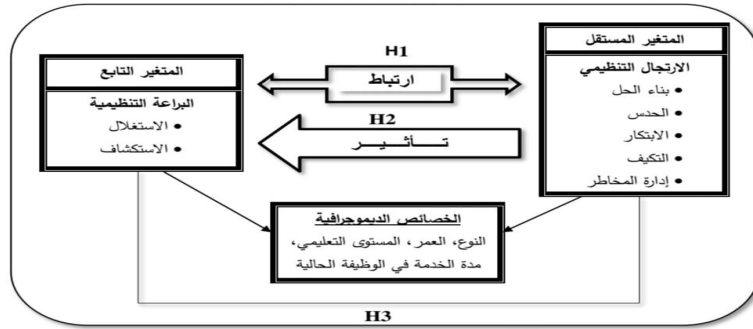 المتغير المستقل
الارتجال التنظيمي
• بناء الحل
• الحدس
• الابتكار
• التكيف
• إدارة المخاطر
H1
ارتباط
H2
تـــأثـــيـــر
المتغير التابع
البراعة التنظيمية
• الاستغلال
• الاستكشاف
الخصائص الديموجرافية
النوع، العمر، المستوى التعليمي،
مدة الخدمة في الوظيفة الحالية
H3